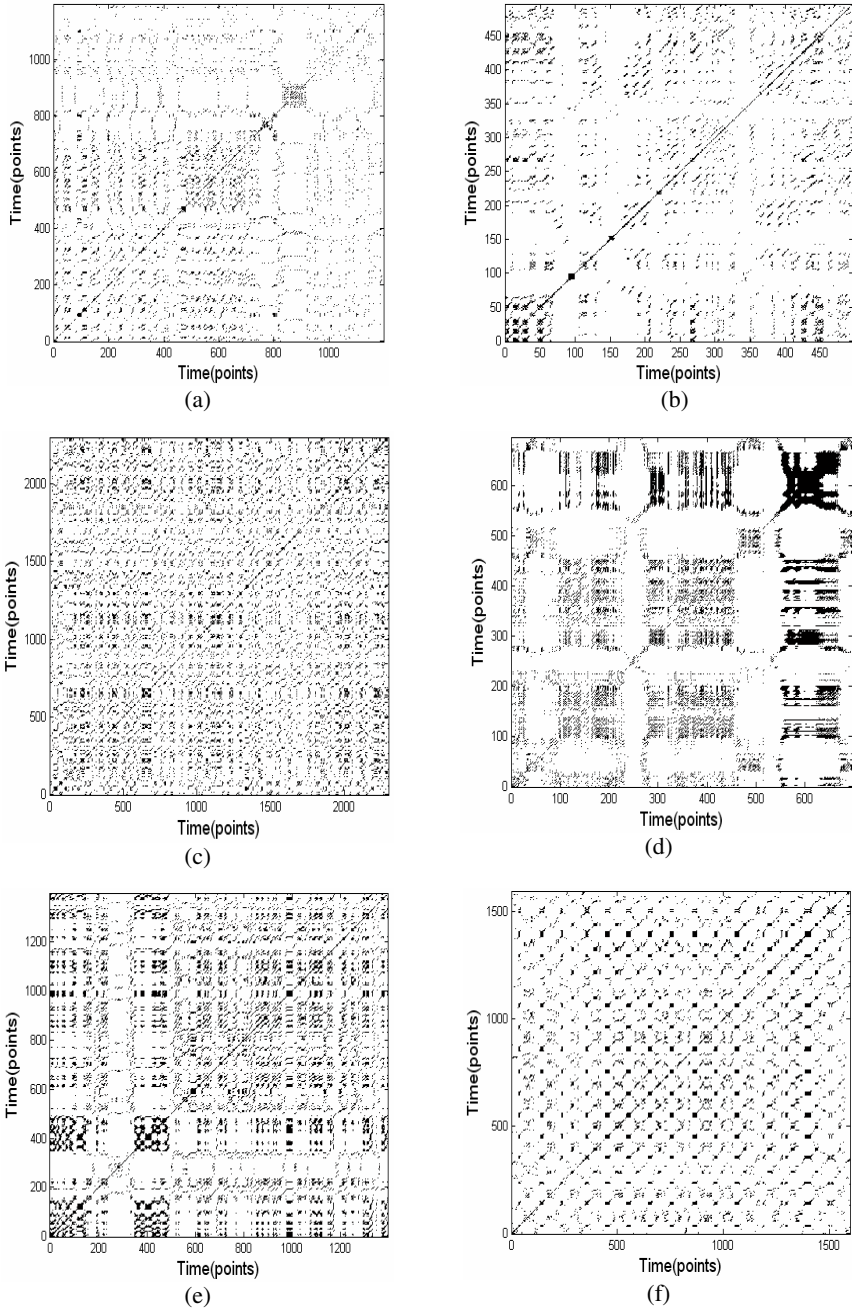 1000
800
600
400
200
0
Time(points)
0 200 400 600 800 1000
Time(points)
(a)
450
400
350
300
250
200
150
100
50
0
Time(points)
0 50 100 150 200 250 300 350 400 450
Time(points)
(b)
2000
1500
1000
500
0
Time(points)
0 500 1000 1500 2000
Time(points)
(c)
600
500
400
300
200
100
0
Time(points)
0 100 200 300 400 500 600
Time(points)
(d)
1200
1000
800
600
400
200
0
Time(points)
0 200 400 600 800 1000 1200
Time(points)
(e)
1500
1000
500
0
Time(points)
0 500 1000 1500
Time(points)
(f)